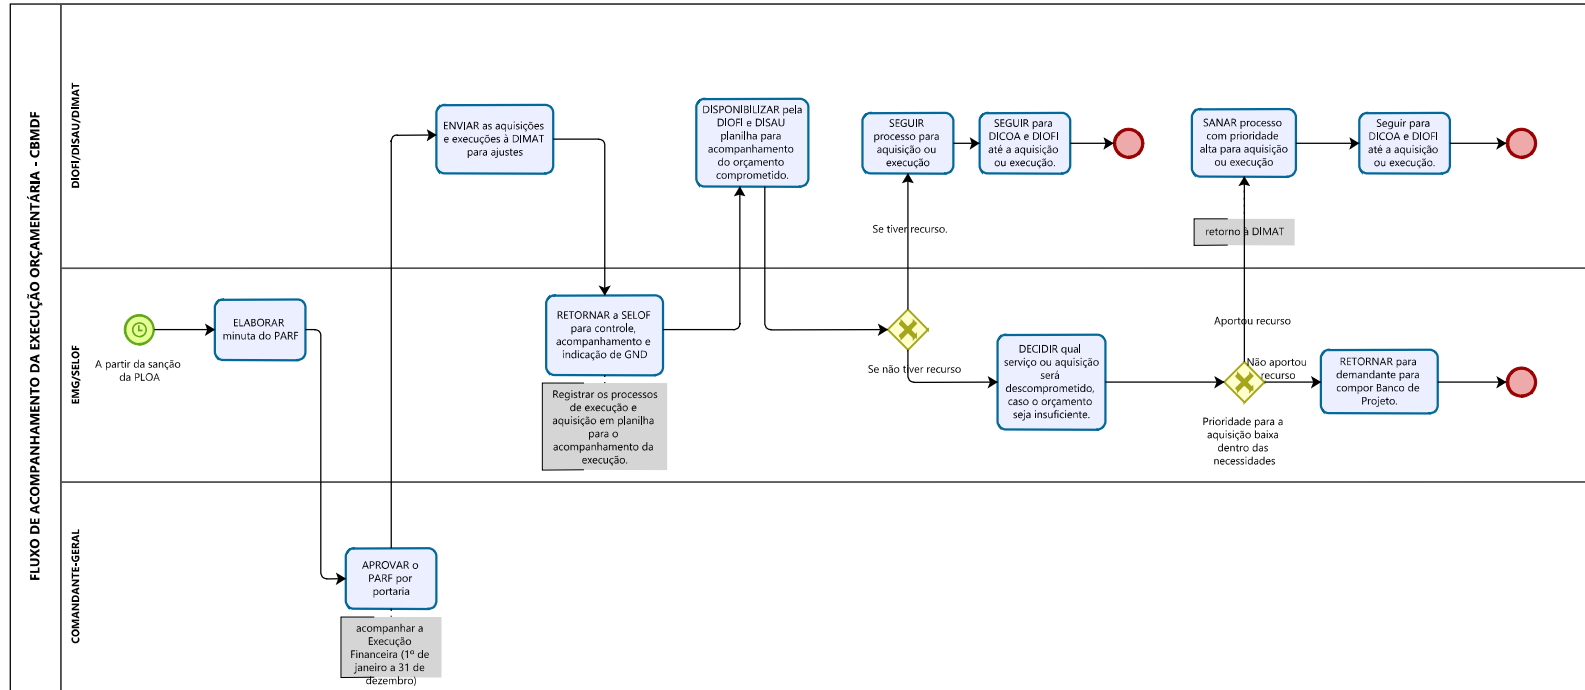 FLUXO DE ACOMPANHAMENTO DA EXECUÇÃO ORÇAMENTÁRIA - CBMDF
DIOFI/DISAU/DIMAT
ENVIAR as aquisições
e execuções à DIMAT
para ajustes
DISPONIBILIZAR pela
DIOFI e DISAU
planilha para
acompanhamento
do orçamento
comprometido.
SEGUIR
processo para
aquisição ou
execução
SEGUIR para
DICOA e DIOFI
até a aquisição
ou execução.
SANAR processo
com prioridade
alta para aquisição
ou execução
Seguir para
DICOA e DIOFI
até a aquisição
ou execução.
Se tiver recurso.
retorno à DIMAT
EMG/SELOF
A partir da sanção
da PLOA
ELABORAR
minuta do PARF
RETORNAR a SELOF
para controle,
acompanhamento e
indicação de GND
Registrar os processos
de execução e
aquisição em planilha
para o
acompanhamento da
execução.
Se não tiver recurso
DECIDIR qual
serviço ou aquisição
será
descomprometido,
caso o orçamento
seja insuficiente.
Aportou recurso
Não aportou
recurso
Prioridade para a
aquisição baixa
dentro das
necessidades
RETORNAR para
demandante para
compor Banco de
Projeto.
COMANDANTE-GERAL
APROVAR o
PARF por
portaria
acompanhar a
Execução
Financeira (1º de
janeiro a 31 de
dezembro)